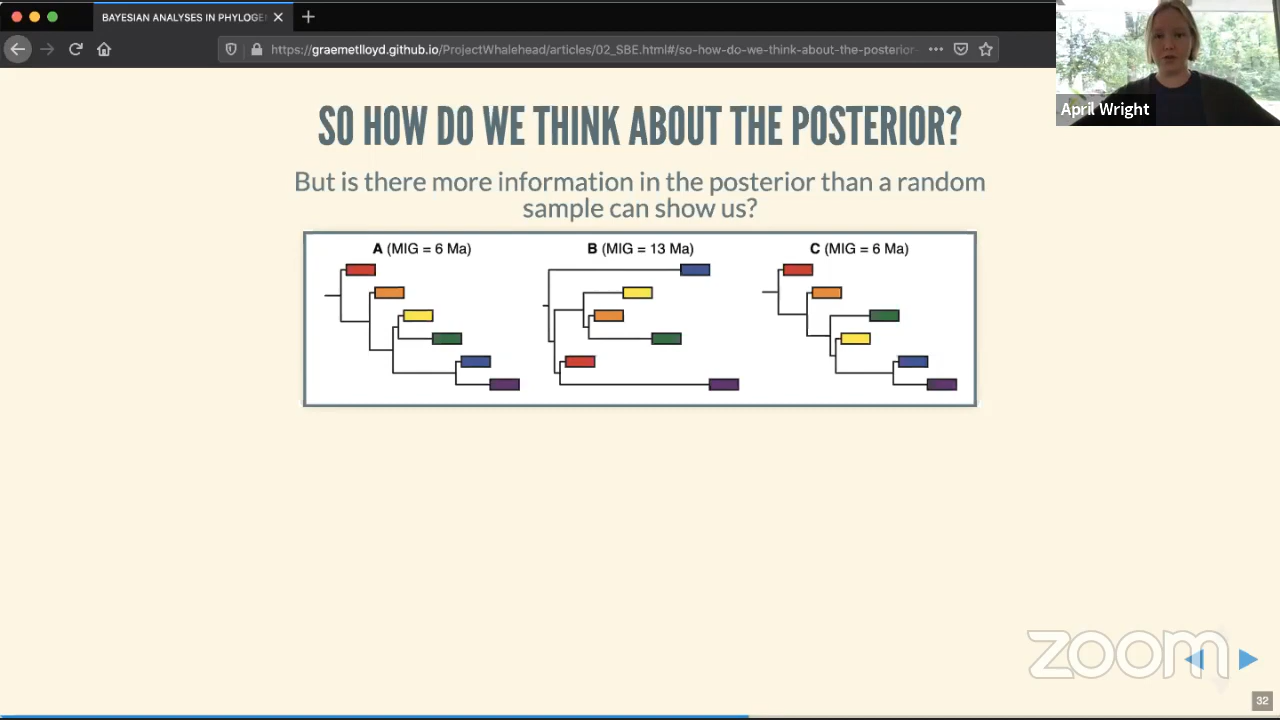 BAYESIAN ANALYSES IN PHYLOGE
https://graemetlloyd.github.io/ProjectWhalehead/articles/02_SBE.html#/so-how-do-we-think-about-the-posterior-
April Wright
SO HOW DO WE THINK ABOUT THE POSTERIOR?
But is there more information in the posterior than a random
sample can show us?
A (MIG = 6 Ma)
B (MIG = 13 Ma)
C (MIG = 6 Ma)
zoom
32